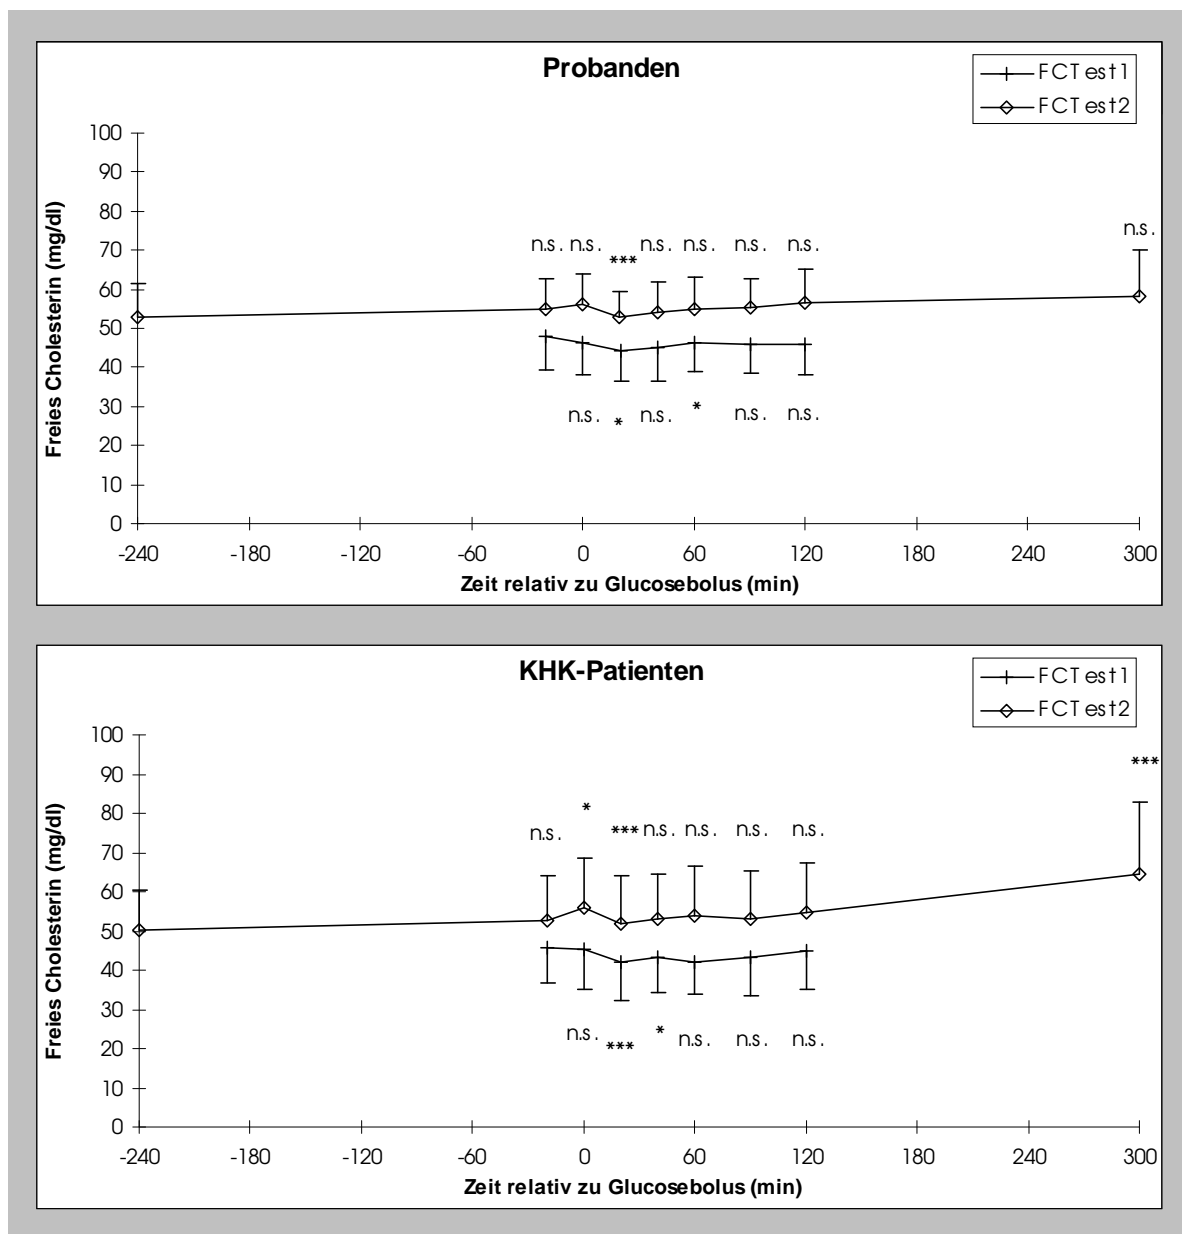 Probanden
FCTest1
FCTest2
Freies Cholesterin (mg/dl)
100
90
80
70
60
50
40
30
20
10
0
n.s. n.s. *** n.s. n.s. n.s. n.s. n.s.
n.s. * n.s. * n.s. n.s.
-240 -180 -120 -60 0 60 120 180 240 300
Zeit relativ zu Glucosebolus (min)
KHK-Patienten
FCTest1
FCTest2
Freies Cholesterin (mg/dl)
100
90
80
70
60
50
40
30
20
10
0
n.s. * *** n.s. n.s. n.s. n.s. ***
n.s. *** * n.s. n.s. n.s.
-240 -180 -120 -60 0 60 120 180 240 300
Zeit relativ zu Glucosebolus (min)